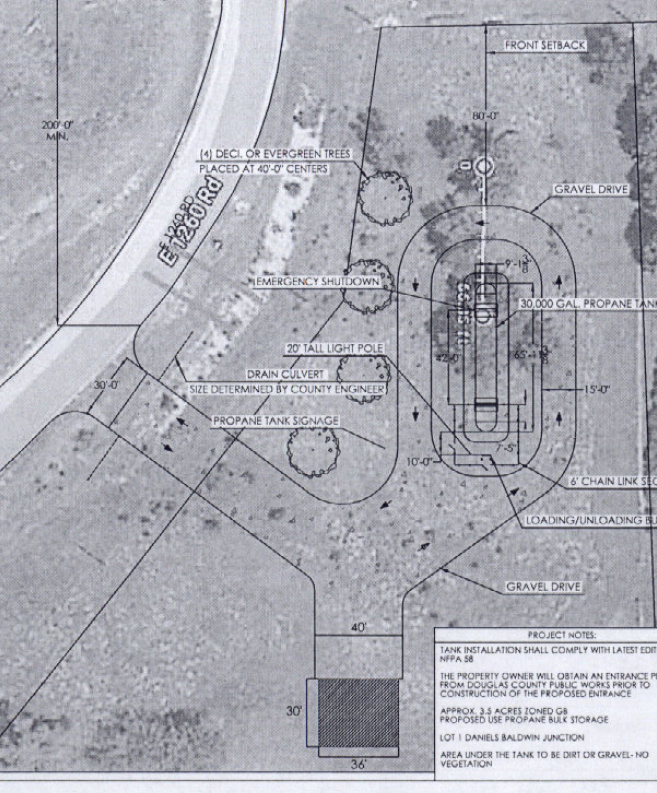 FRONT SETBACK
200'-0"
MIN.
80'-0"
(4) DECI. OR EVERGREEN TREES
PLACED AT 40'-0" CENTERS
GRAVEL DRIVE
E 1260 Rd
EMERGENCY SHUTDOWN
30,000 GAL. PROPANE TANK
20' TALL LIGHT POLE
42'-0"
DRAIN CULVERT
SIZE DETERMINED BY COUNTY ENGINEER
30'-0"
15'-0"
PROPANE TANK SIGNAGE
7'-5"
10'-0"
6' CHAIN LINK
LOADING/UNLOADING
GRAVEL DRIVE
40'
30'
36'
PROJECT NOTES:
TANK INSTALLATION SHALL COMPLY WITH LATEST EDIT
NFPA 58
THE PROPERTY OWNER WILL OBTAIN AN ENTRANCE
FROM DOUGLAS COUNTY PUBLIC WORKS PRIOR TO
CONSTRUCTION OF THE PROPOSED ENTRANCE
APPROX. 3.5 ACRES ZONED GB
PROPOSED USE PROPANE BULK STORAGE
LOT 1 DANIELS BALDWIN JUNCTION
AREA UNDER THE TANK TO BE DIRT OR GRAVEL- NO
VEGETATION